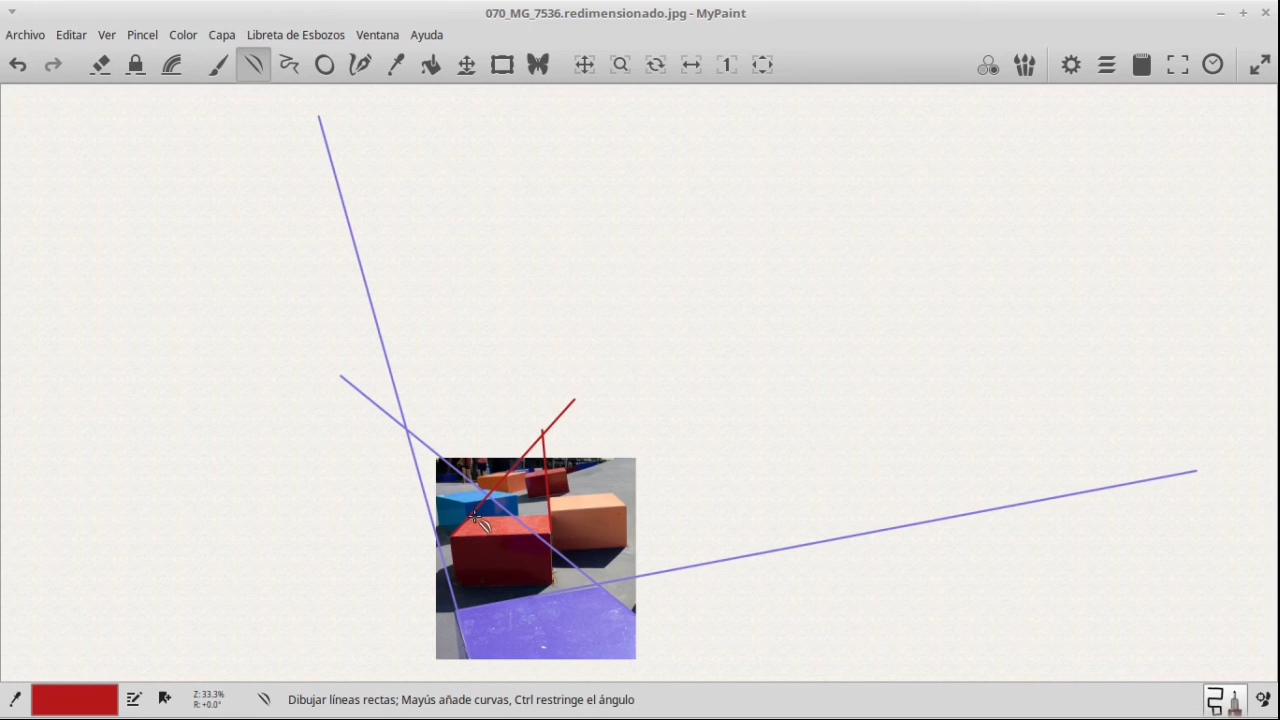 070_MG_7536.redimensionado.jpg - MyPaint
Archivo Editar Ver Pincel Color Capa Libreta de Esbozos Ventana Ayuda
1
Z: 33.3%
R: +0.0°
Dibujar líneas rectas; Mayús añade curvas, Ctrl restringe el ángulo